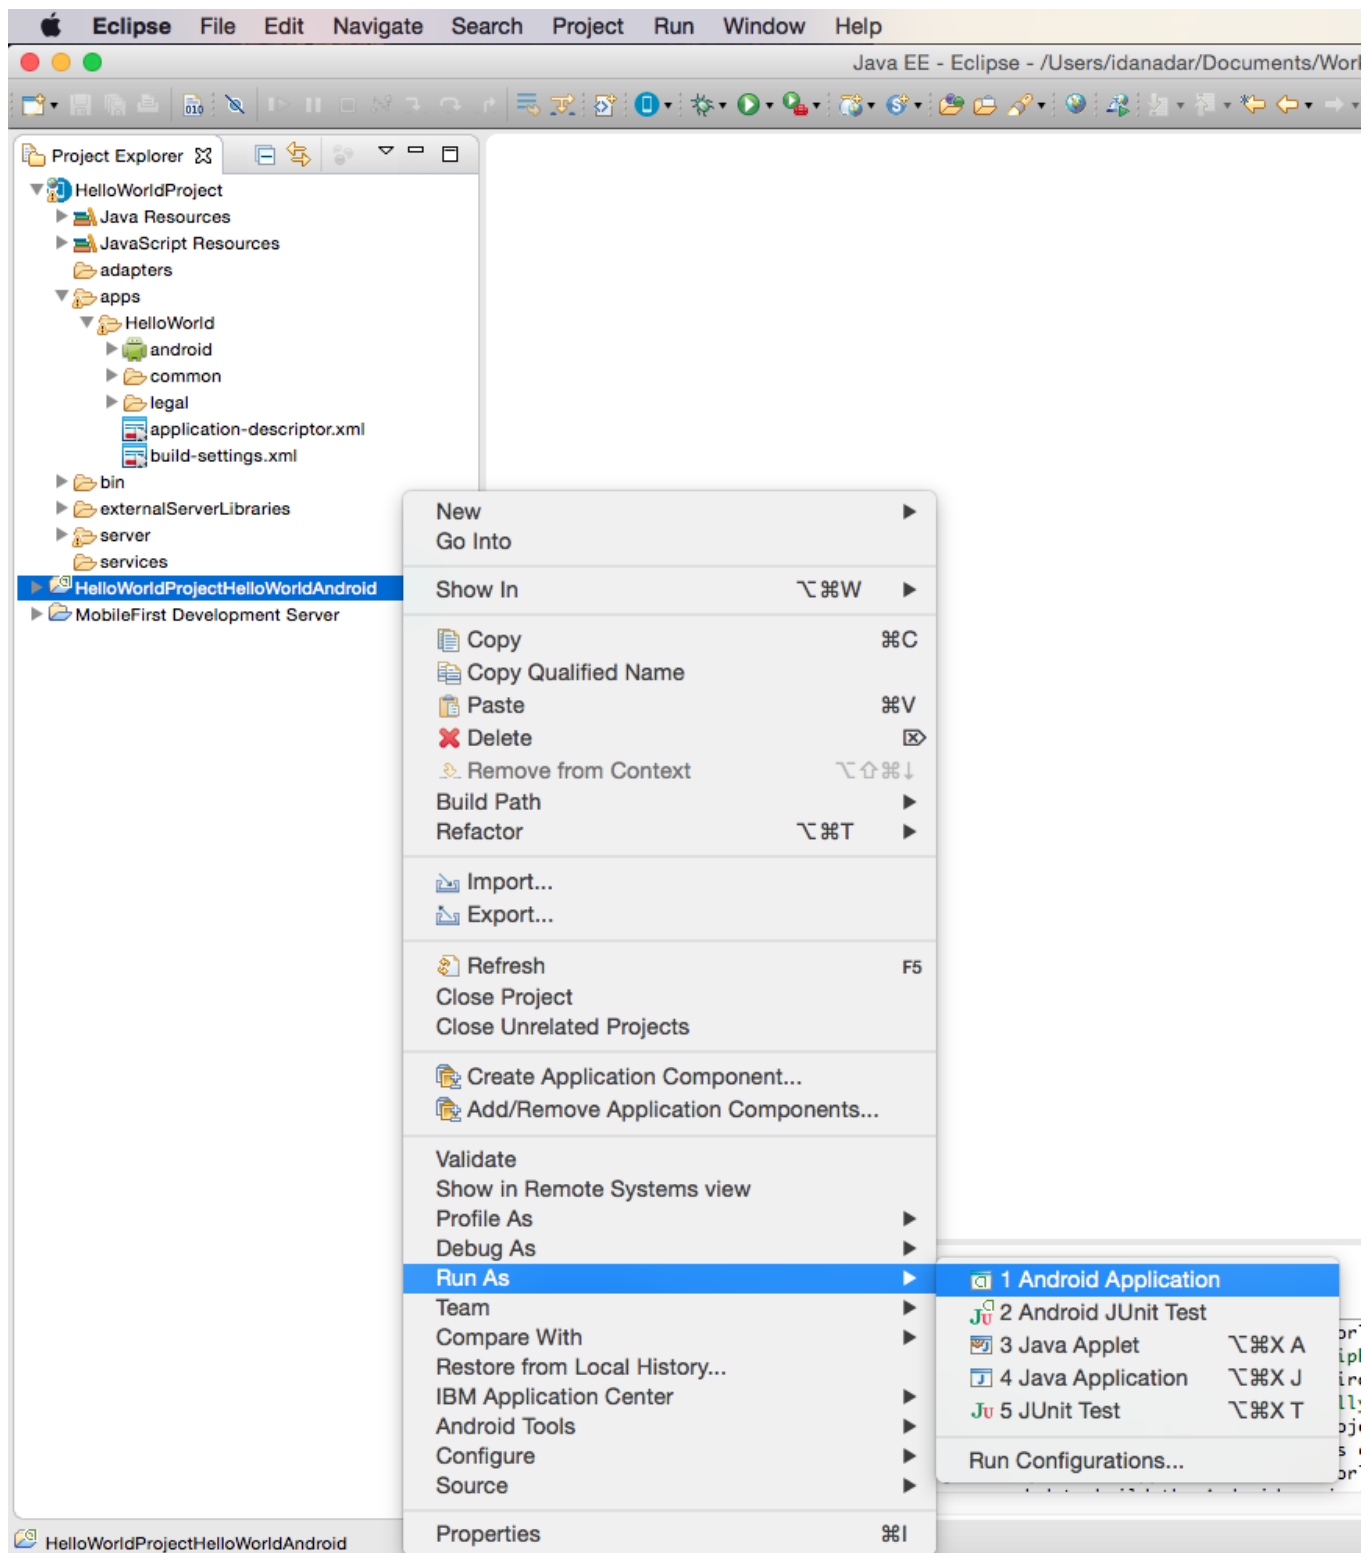 Eclipse File Edit Navigate Search Project Run Window Help
Java EE - Eclipse - /Users/idanadar/Documents/Worl
Project Explorer
HelloWorldProject
Java Resources
JavaScript Resources
adapters
apps
HelloWorld
android
common
legal
application-descriptor.xml
build-settings.xml
bin
externalServerLibraries
server
services
HelloWorldProjectHelloWorldAndroid
MobileFirst Development Server
New
Go Into
Show In ⌥⌘W
Copy ⌘C
Copy Qualified Name
Paste ⌘V
Delete ⌦
Remove from Context ⌥⇧⌘↓
Build Path
Refactor ⌥⌘T
Import...
Export...
Refresh F5
Close Project
Close Unrelated Projects
Create Application Component...
Add/Remove Application Components...
Validate
Show in Remote Systems view
Profile As
Debug As
Run As
Team
Compare With
Restore from Local History...
IBM Application Center
Android Tools
Configure
Source
Properties ⌘I
1 Android Application
2 Android JUnit Test
3 Java Applet ⌥⌘X A
4 Java Application ⌥⌘X J
5 JUnit Test ⌥⌘X T
Run Configurations...
HelloWorldProjectHelloWorldAndroid